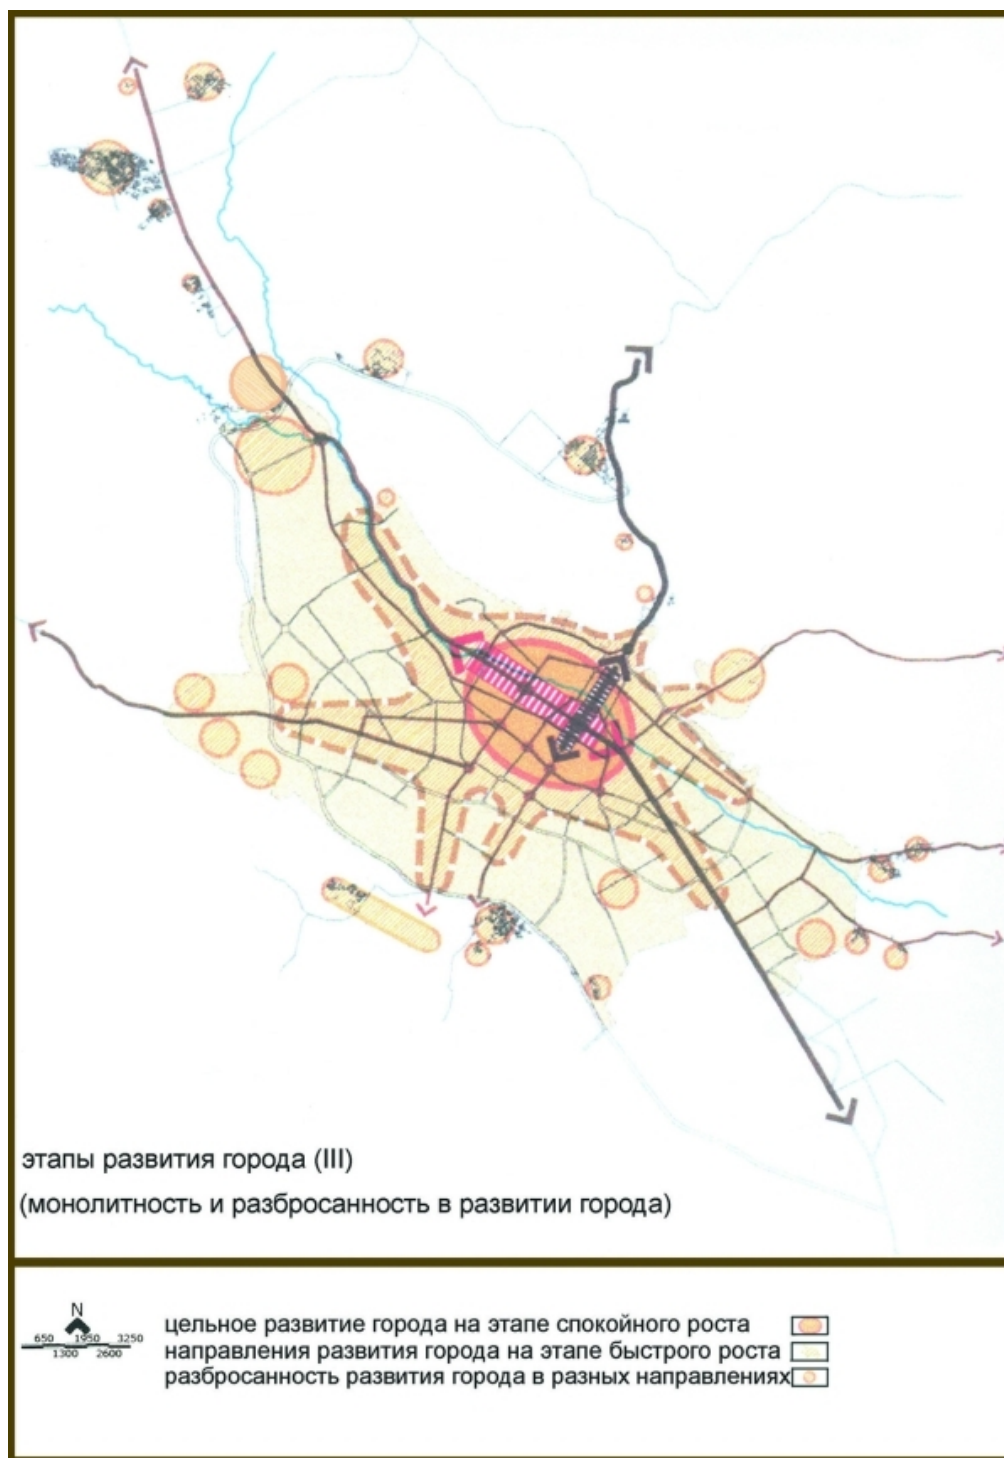 этапы развития города (III)
(монолитность и разбросанность в развитии города)
N
650 1950 3250
1300 2600
цельное развитие города на этапе спокойного роста
направления развития города на этапе быстрого роста
разбросанность развития города в разных направлениях